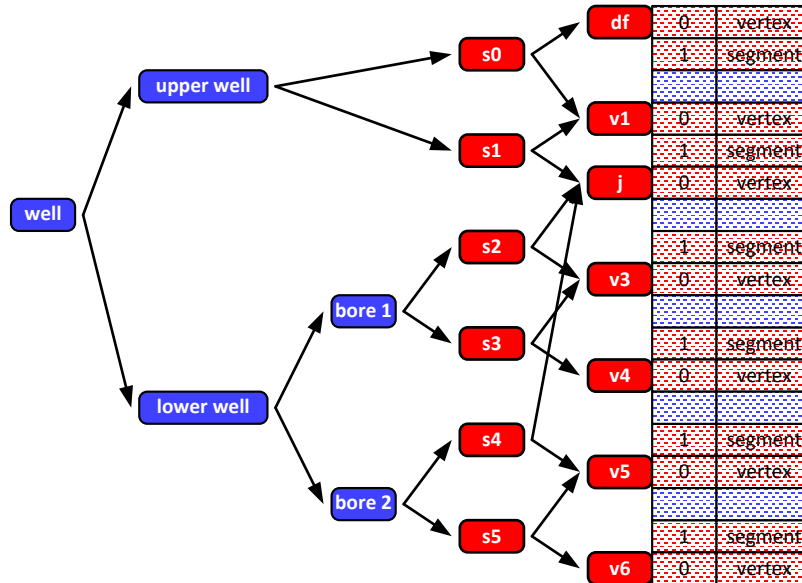 df 0 vertex
s0 1 segment
upper well
v1 0 vertex
s1 1 segment
j 0 vertex
well
s2 1 segment
v3 0 vertex
bore 1
s3 1 segment
v4 0 vertex
lower well
s4 1 segment
v5 0 vertex
bore 2
s5 1 segment
v6 0 vertex